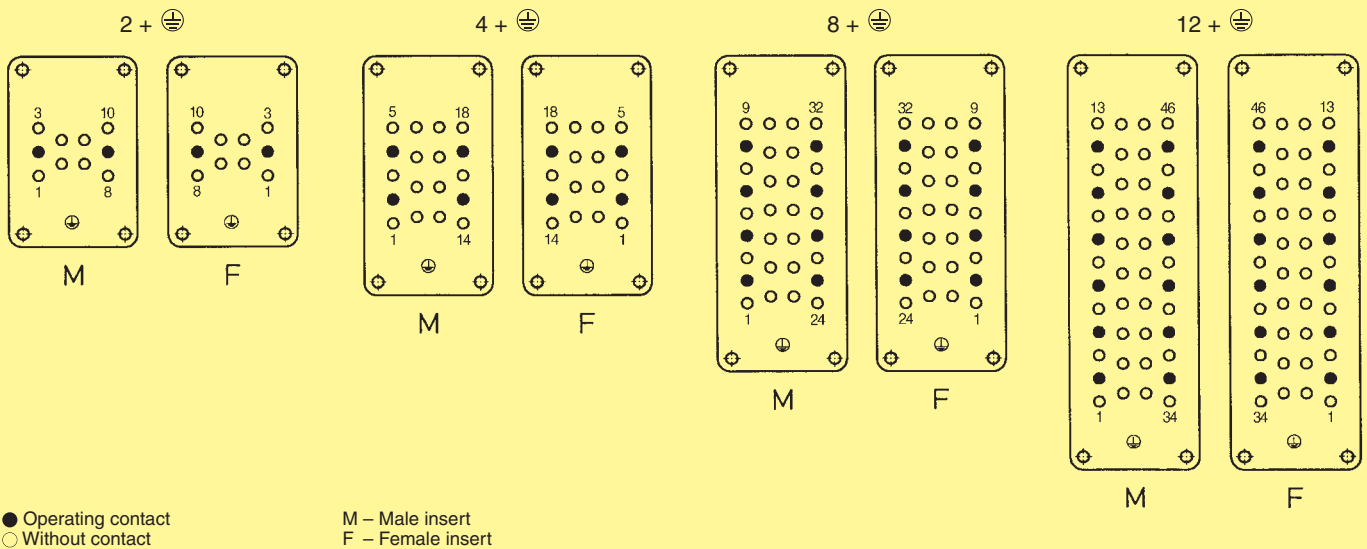 2 + ⏚
4 + ⏚
8 + ⏚
12 + ⏚
3 10
1 8
M
10 3
8 1
F
5 18
1 14
M
18 5
14 1
F
9 32
1 24
M
32 9
24 1
F
13 46
1 34
M
46 13
34 1
F
● Operating contact
○ Without contact
M – Male insert
F – Female insert